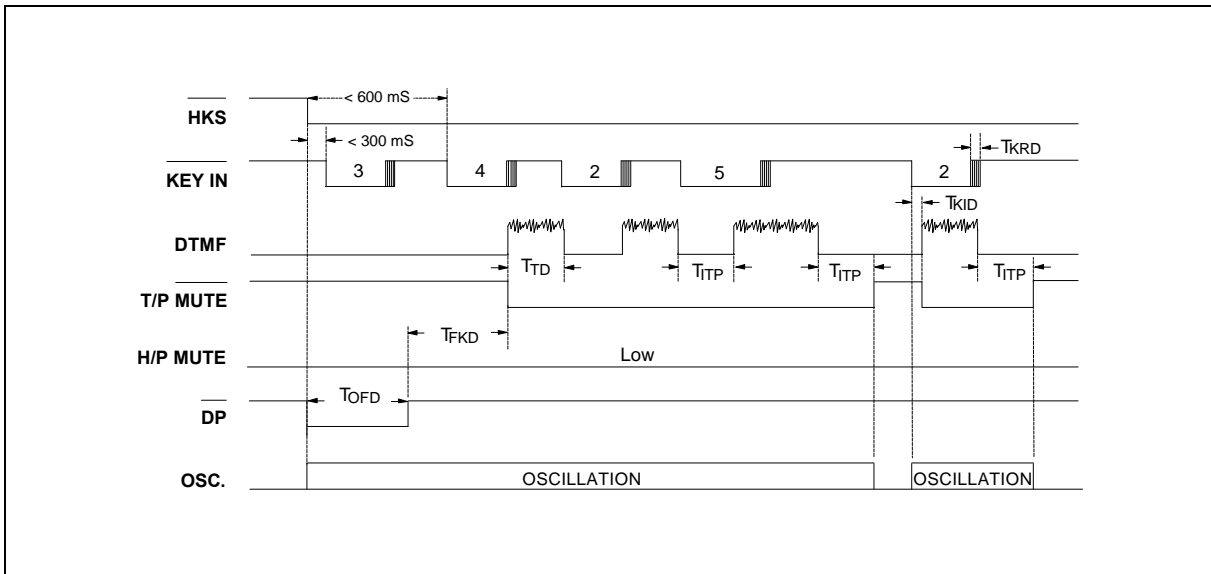 < 600 mS
HKS
< 300 mS
TKRD
KEY IN
3
4
2
5
2
TKID
DTMF
TTD
TITP
TITP
TITP
T/P MUTE
TFKD
H/P MUTE
Low
TOFD
DP
OSC.
OSCILLATION
OSCILLATION